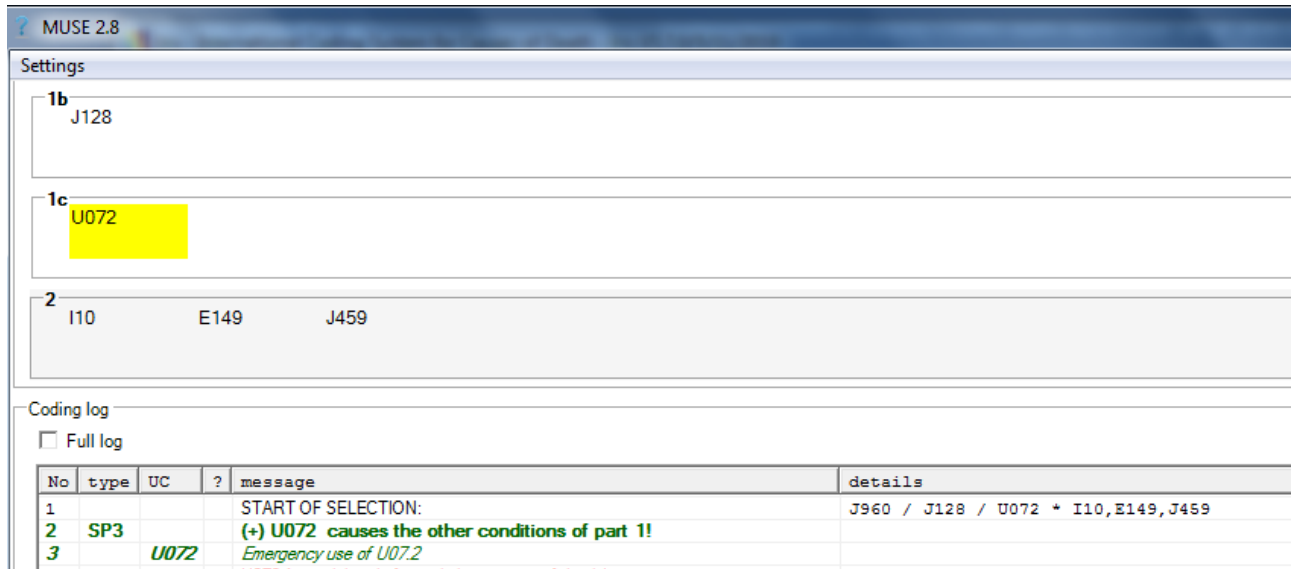 MUSE 2.8
Settings
1b
J128
1c
U072
2
I10 E149 J459
Coding log
Full log
No type UC ? message details
1 START OF SELECTION: J960 / J128 / U072 * I10,E149,J459
2 SP3 (+) U072 causes the other conditions of part 1!
3 U072 Emergency use of U07.2